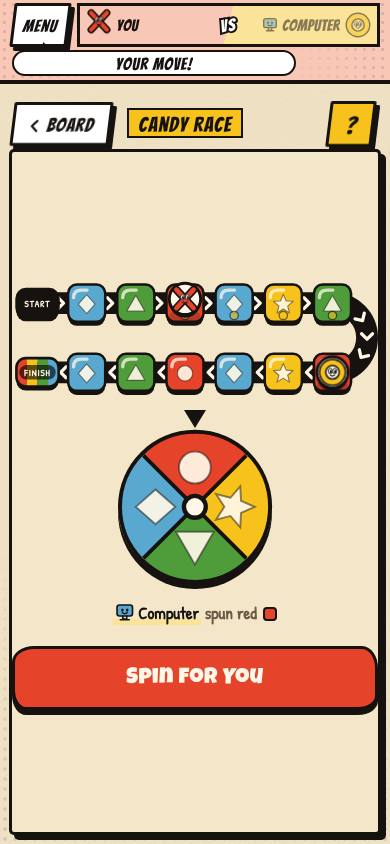 MENU
YOU
VS
COMPUTER
YOUR MOVE!
< BOARD
CANDY RACE
?
START
FINISH
Computer spun red
SPIN FOR YOU